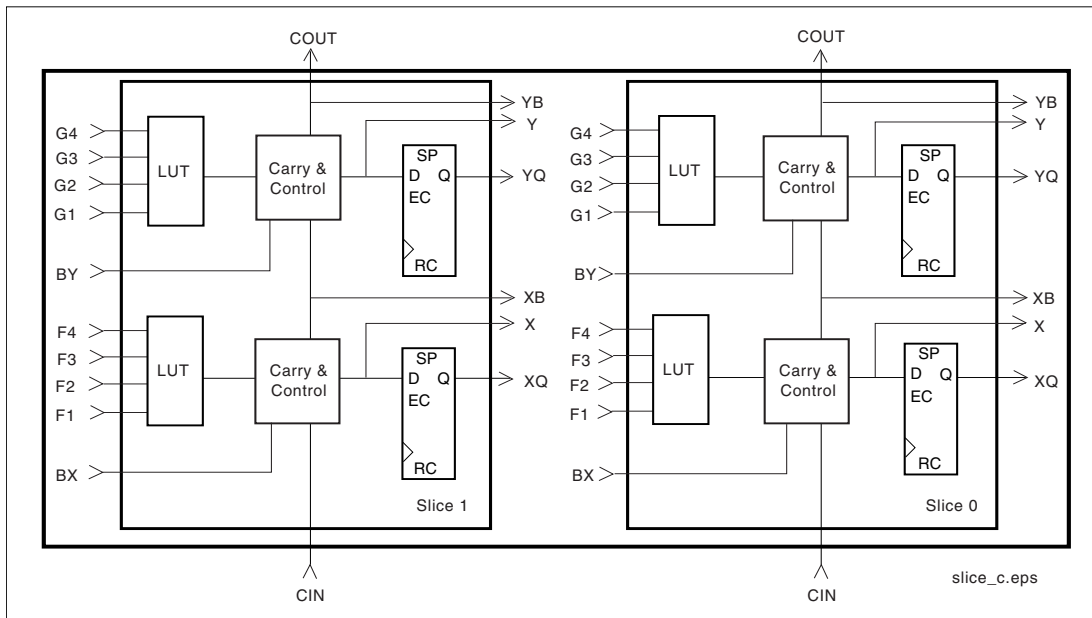 COUT
YB
Y
G4
G3
G2
G1
LUT
Carry &
Control
SP
D Q
EC
RC
YQ
BY
XB
X
F4
F3
F2
F1
LUT
Carry &
Control
SP
D Q
EC
RC
XQ
BX
Slice 1
CIN
COUT
YB
Y
G4
G3
G2
G1
LUT
Carry &
Control
SP
D Q
EC
RC
YQ
BY
XB
X
F4
F3
F2
F1
LUT
Carry &
Control
SP
D Q
EC
RC
XQ
BX
Slice 0
CIN
slice_c.eps